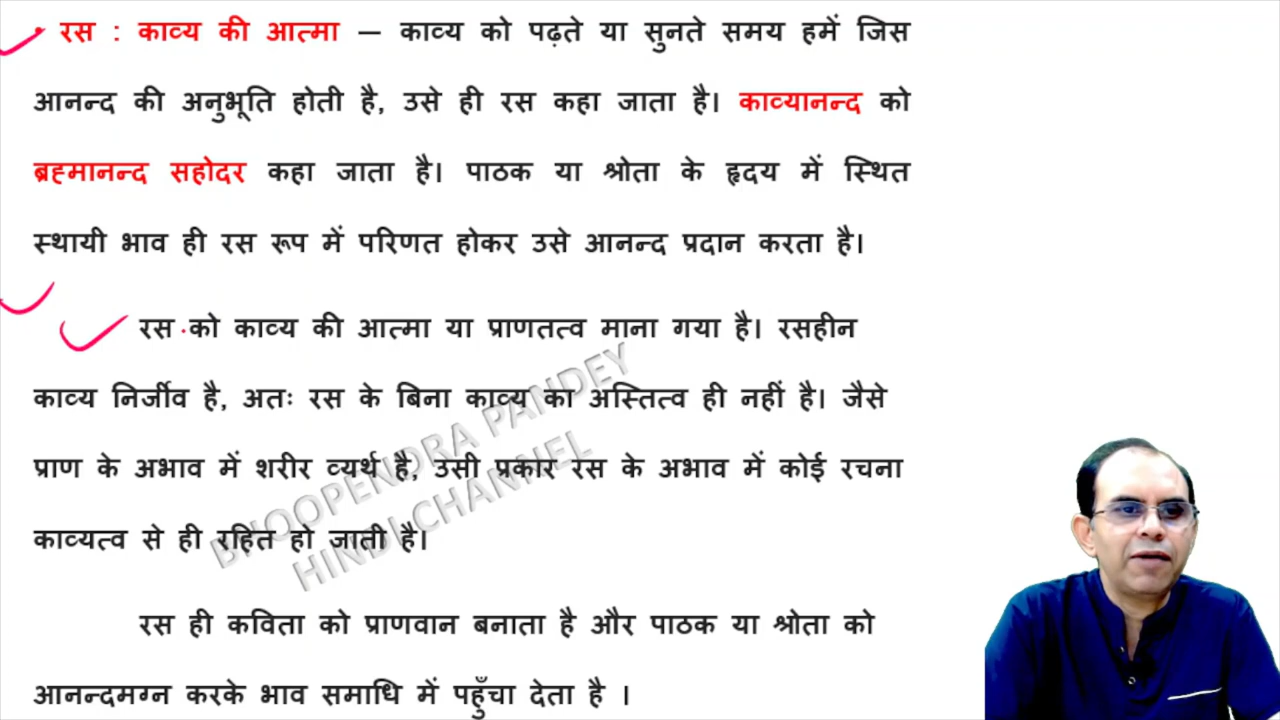 रस : काव्य की आत्मा — काव्य को पढ़ते या सुनते समय हमें जिस
आनन्द की अनुभूति होती है, उसे ही रस कहा जाता है। काव्यानन्द को
ब्रह्मानन्द सहोदर कहा जाता है। पाठक या श्रोता के हृदय में स्थित
स्थायी भाव ही रस रूप में परिणत होकर उसे आनन्द प्रदान करता है।
रस को काव्य की आत्मा या प्राणतत्व माना गया है। रसहीन
काव्य निर्जीव है, अतः रस के बिना काव्य का अस्तित्व ही नहीं है। जैसे
प्राण के अभाव में शरीर व्यर्थ है, उसी प्रकार रस के अभाव में कोई रचना
काव्यत्व से ही रहित हो जाती है।
रस ही कविता को प्राणवान बनाता है और पाठक या श्रोता को
आनन्दमग्न करके भाव समाधि में पहुँचा देता है ।
BHOOPENDRA PANDEY
HINDI CHANNEL